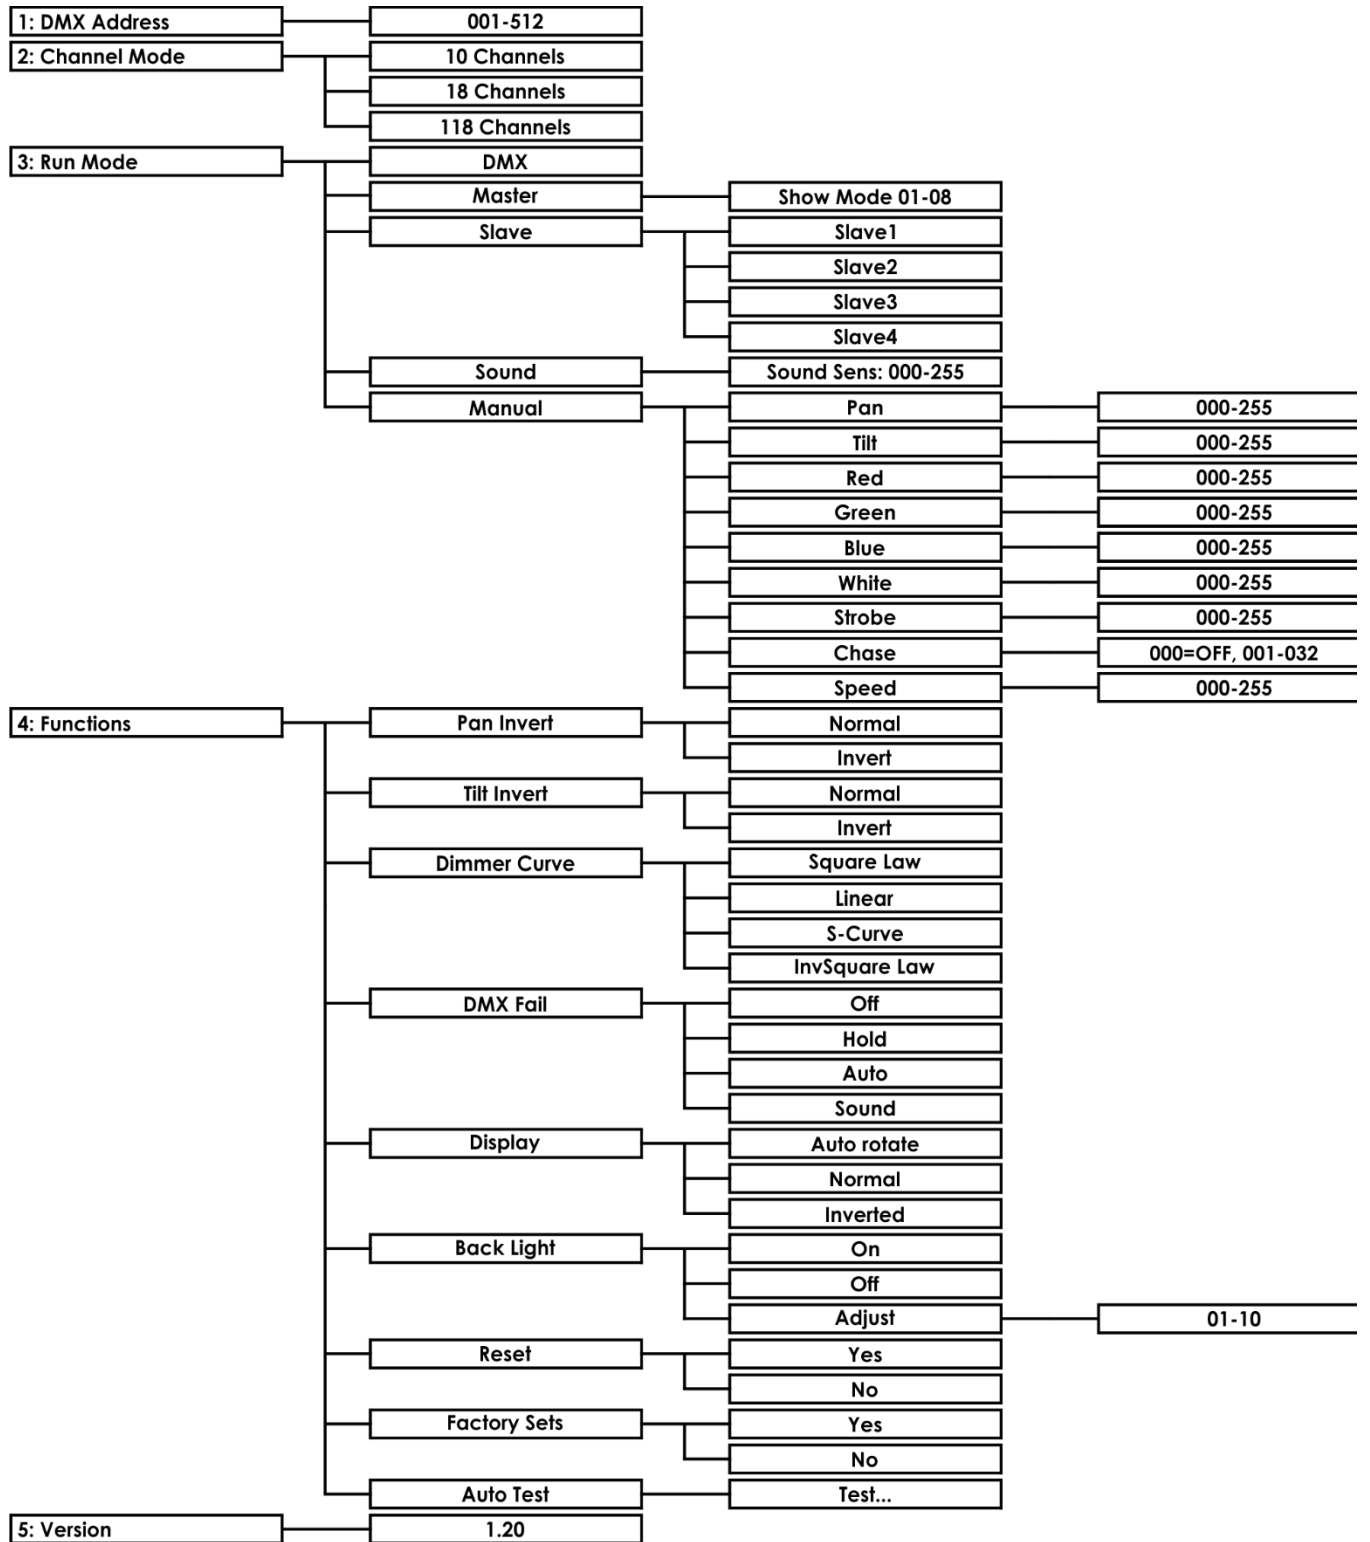 1: DMX Address
001-512
2: Channel Mode
10 Channels
18 Channels
118 Channels
3: Run Mode
DMX
Master
Show Mode 01-08
Slave
Slave1
Slave2
Slave3
Slave4
Sound
Sound Sens: 000-255
Manual
Pan
000-255
Tilt
000-255
Red
000-255
Green
000-255
Blue
000-255
White
000-255
Strobe
000-255
Chase
000=OFF, 001-032
Speed
000-255
4: Functions
Pan Invert
Normal
Invert
Tilt Invert
Normal
Invert
Dimmer Curve
Square Law
Linear
S-Curve
InvSquare Law
DMX Fail
Off
Hold
Auto
Sound
Display
Auto rotate
Normal
Inverted
Back Light
On
Off
Adjust
01-10
Reset
Yes
No
Factory Sets
Yes
No
Auto Test
Test...
5: Version
1.20